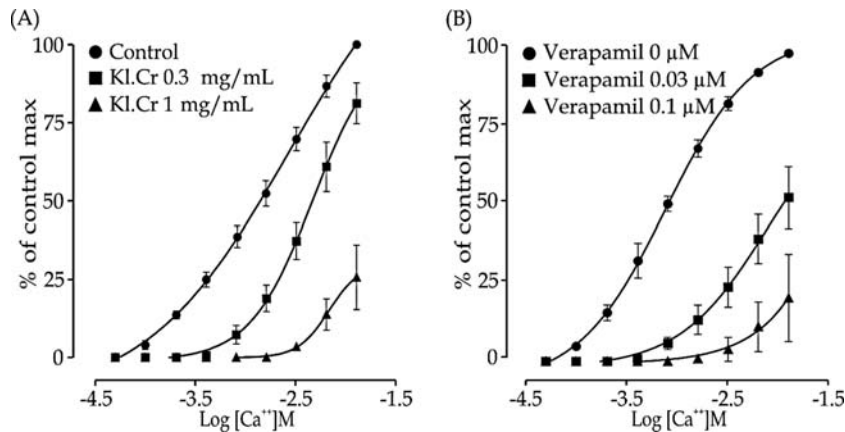 (A)
% of control max
100
75
50
25
0
Control
Kl.Cr 0.3 mg/mL
Kl.Cr 1 mg/mL
-4.5 -3.5 -2.5 -1.5
Log [Ca⁺⁺]M
(B)
% of control max
100
75
50
25
0
Verapamil 0 µM
Verapamil 0.03 µM
Verapamil 0.1 µM
-4.5 -3.5 -2.5 -1.5
Log [Ca⁺⁺]M